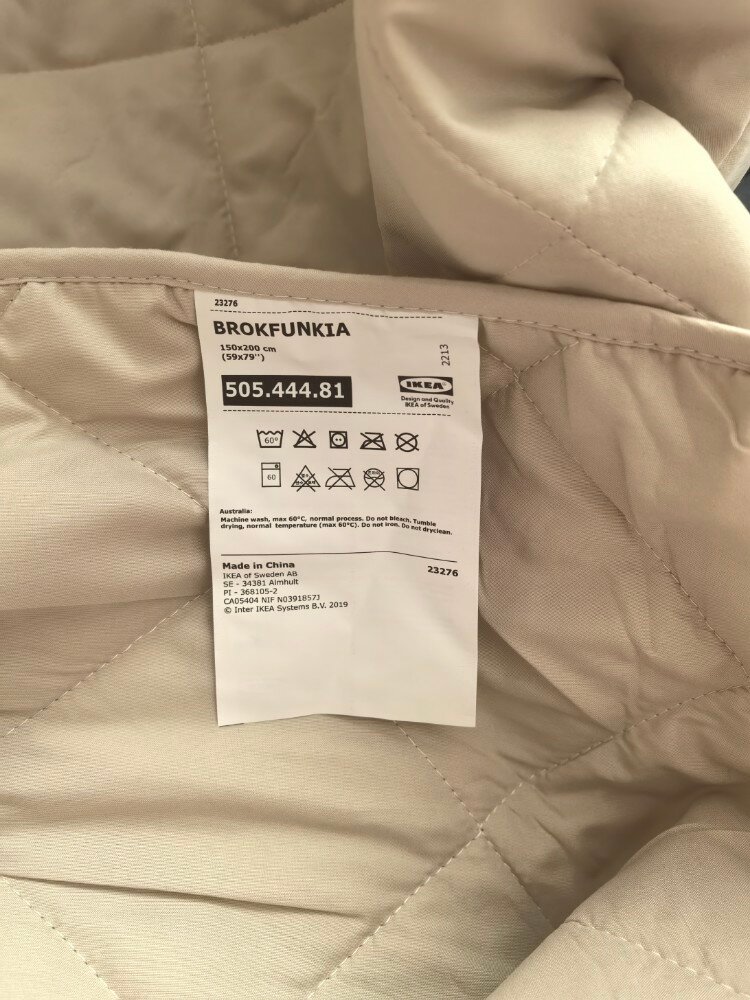 23276
BROKFUNKIA
150x200 cm
(59x79")
2213
505.444.81
IKEA
Design and Quality
IKEA of Sweden
60°
60
Australia:
Machine wash, max 60°C, normal process. Do not bleach. Tumble
drying, normal temperature (max 60°C). Do not iron. Do not dryclean.
Made in China
23276
IKEA of Sweden AB
SE - 34381 Älmhult
PI - 368105-2
CA05404 NIF N0391857J
© Inter IKEA Systems B.V. 2019